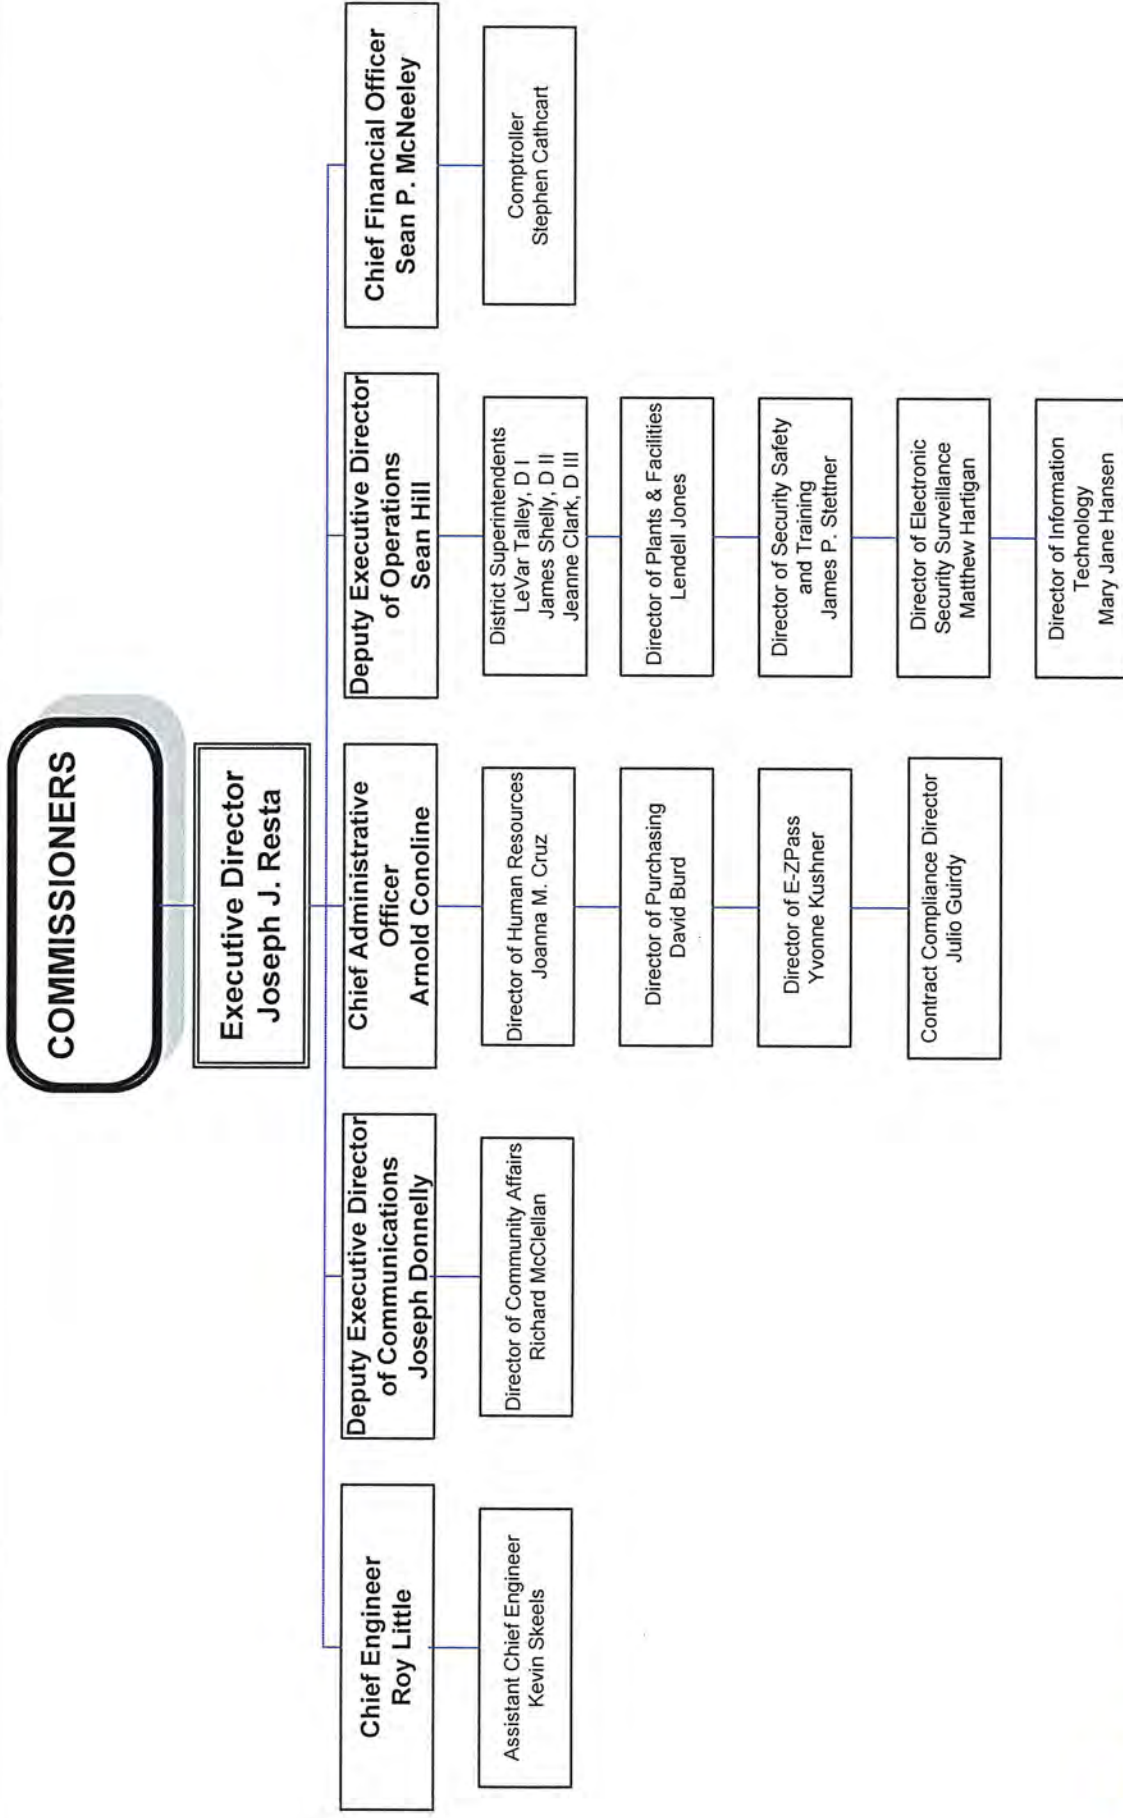 COMMISSIONERS
Executive Director
Joseph J. Resta
Chief Engineer
Roy Little
Assistant Chief Engineer
Kevin Skeels
Deputy Executive Director
of Communications
Joseph Donnelly
Director of Community Affairs
Richard McClellan
Chief Administrative
Officer
Arnold Conoline
Director of Human Resources
Joanna M. Cruz
Director of Purchasing
David Burd
Director of E-ZPass
Yvonne Kushner
Contract Compliance Director
Julio Guirdy
Deputy Executive Director
of Operations
Sean Hill
District Superintendents
LeVar Talley, D I
James Shelly, D II
Jeanne Clark, D III
Director of Plants & Facilities
Lendell Jones
Director of Security Safety
and Training
James P. Stettner
Director of Electronic
Security Surveillance
Matthew Hartigan
Director of Information
Technology
Mary Jane Hansen
Chief Financial Officer
Sean P. McNeeley
Comptroller
Stephen Cathcart